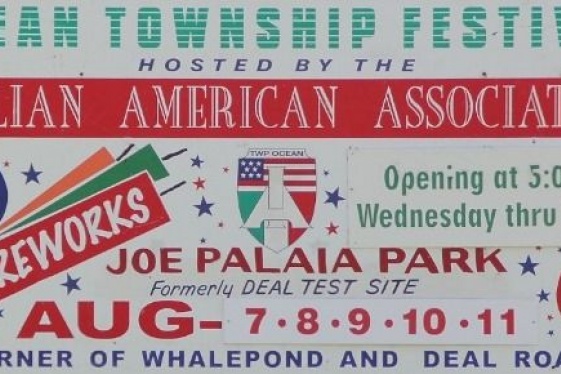 EAN TOWNSHIP FESTIV
HOSTED BY THE
LIAN AMERICAN ASSOCIAT
REWORKS
TWP OCEAN
Opening at 5:0
Wednesday thru
JOE PALAIA PARK
Formerly DEAL TEST SITE
AUG- 7·8·9·10·11
ORNER OF WHALEPOND AND DEAL ROA